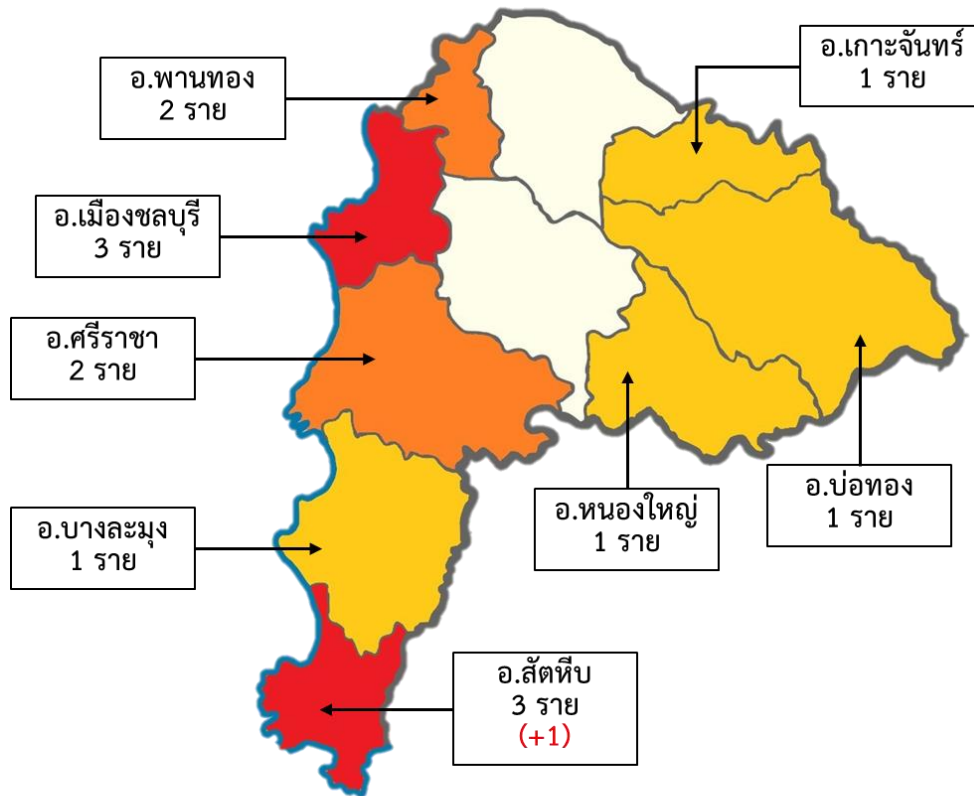 อ.เกาะจันทร์
1 ราย
อ.พานทอง
2 ราย
อ.เมืองชลบุรี
3 ราย
อ.ศรีราชา
2 ราย
อ.บ่อทอง
1 ราย
อ.หนองใหญ่
1 ราย
อ.บางละมุง
1 ราย
อ.สัตหีบ
3 ราย
(+1)